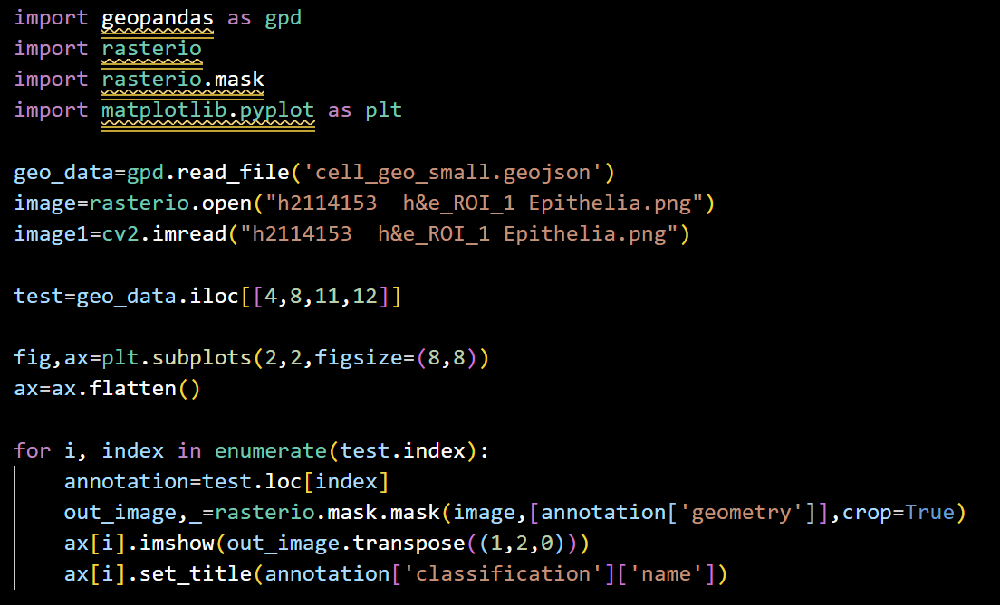 import geopandas as gpd
import rasterio
import rasterio.mask
import matplotlib.pyplot as plt

geo_data=gpd.read_file('cell_geo_small.geojson')
image=rasterio.open("h2114153  h&e_ROI_1 Epithelia.png")
image1=cv2.imread("h2114153  h&e_ROI_1 Epithelia.png")

test=geo_data.iloc[[4,8,11,12]]

fig,ax=plt.subplots(2,2,figsize=(8,8))
ax=ax.flatten()

for i, index in enumerate(test.index):
    annotation=test.loc[index]
    out_image,_=rasterio.mask.mask(image,[annotation['geometry']],crop=True)
    ax[i].imshow(out_image.transpose((1,2,0)))
    ax[i].set_title(annotation['classification']['name'])